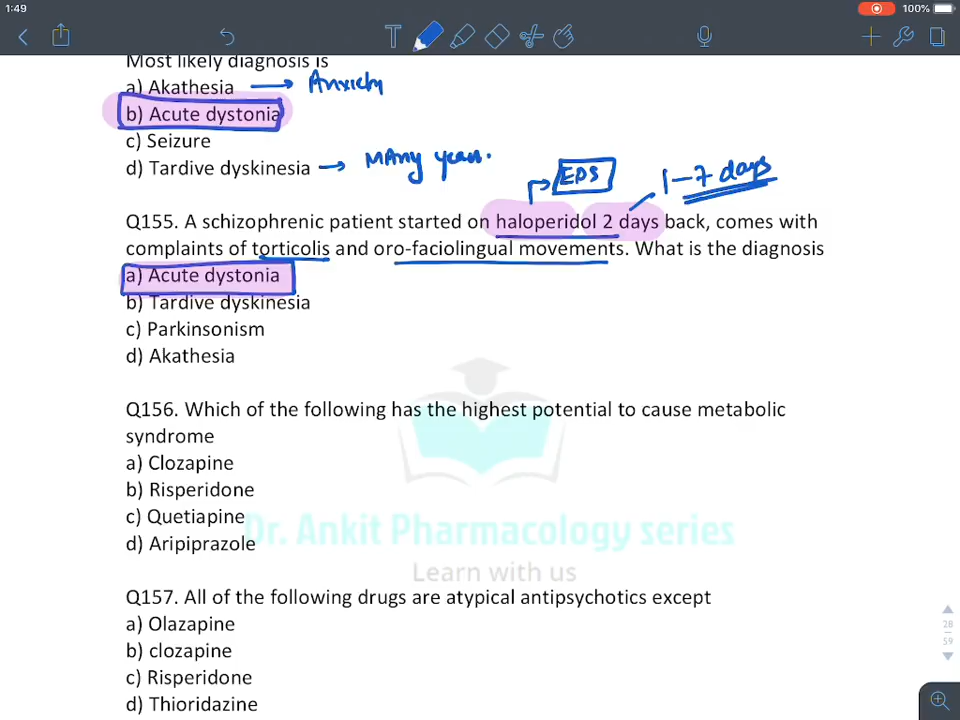 1:49
100%
Most likely diagnosis is
a) Akathesia → Anxiety
b) Acute dystonia
c) Seizure
d) Tardive dyskinesia → MAny years.
EPS
1-7 days
Q155. A schizophrenic patient started on haloperidol 2 days back, comes with
complaints of torticolis and oro-faciolingual movements. What is the diagnosis
a) Acute dystonia
b) Tardive dyskinesia
c) Parkinsonism
d) Akathesia
Q156. Which of the following has the highest potential to cause metabolic
syndrome
a) Clozapine
b) Risperidone
c) Quetiapine
d) Aripiprazole
Dr. Ankit Pharmacology series
Learn with us
Q157. All of the following drugs are atypical antipsychotics except
a) Olazapine
b) clozapine
c) Risperidone
d) Thioridazine
28
59